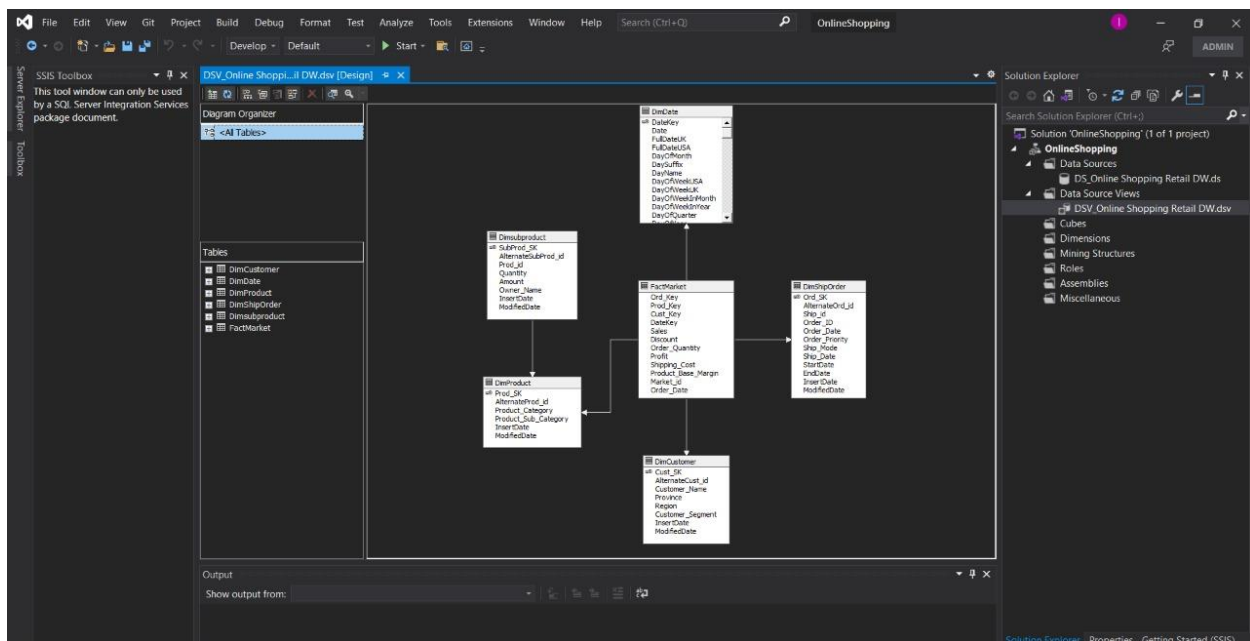 File Edit View Git Project Build Debug Format Test Analyze Tools Extensions Window Help Search (Ctrl+Q) OnlineShopping I
Develop Default Start ADMIN
Server Explorer
Toolbox
SSIS Toolbox
This tool window can only be used
by a SQL Server Integration Services
package document.
DSV_Online Shoppi...il DW.dsv [Design]
Diagram Organizer
<All Tables>
Tables
DimCustomer
DimDate
DimProduct
DimShipOrder
Dimsubproduct
FactMarket
DimDate
DateKey
Date
FullDateUK
FullDateUSA
DayOfMonth
DaySuffix
DayName
DayOfWeekUSA
DayOfWeekUK
DayOfWeekInMonth
DayOfWeekInYear
DayOfQuarter
Dimsubproduct
SubProd_SK
AlternateSubProd_id
Prod_id
Quantity
Amount
Owner_Name
InsertDate
ModifiedDate
FactMarket
Ord_Key
Prod_Key
Cust_Key
DateKey
Sales
Discount
Order_Quantity
Profit
Shipping_Cost
Product_Base_Margin
Market_id
Order_Date
DimShipOrder
Ord_SK
AlternateOrd_id
Ship_id
Order_ID
Order_Date
Order_Priority
Ship_Mode
Ship_Date
StartDate
EndDate
InsertDate
ModifiedDate
DimProduct
Prod_SK
AlternateProd_id
Product_Category
Product_Sub_Category
InsertDate
ModifiedDate
DimCustomer
Cust_SK
AlternateCust_id
Customer_Name
Province
Region
Customer_Segment
InsertDate
ModifiedDate
Output
Show output from:
Solution Explorer
Search Solution Explorer (Ctrl+;)
Solution 'OnlineShopping' (1 of 1 project)
OnlineShopping
Data Sources
DS_Online Shopping Retail DW.ds
Data Source Views
DSV_Online Shopping Retail DW.dsv
Cubes
Dimensions
Mining Structures
Roles
Assemblies
Miscellaneous
Solution Explorer Properties Getting Started (SSIS)